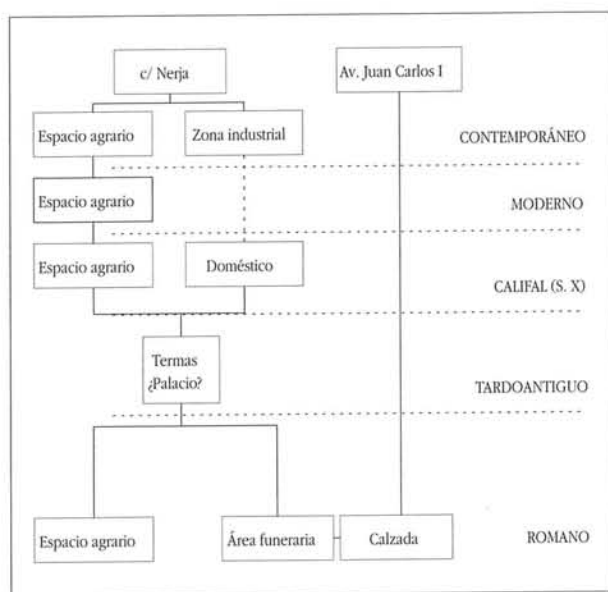 c/ Nerja
Av. Juan Carlos I
Espacio agrario
Zona industrial
CONTEMPORÁNEO
Espacio agrario
MODERNO
Espacio agrario
Doméstico
CALIFAL (S. X)
Termas
¿Palacio?
TARDOANTIGUO
Espacio agrario
Área funeraria
Calzada
ROMANO